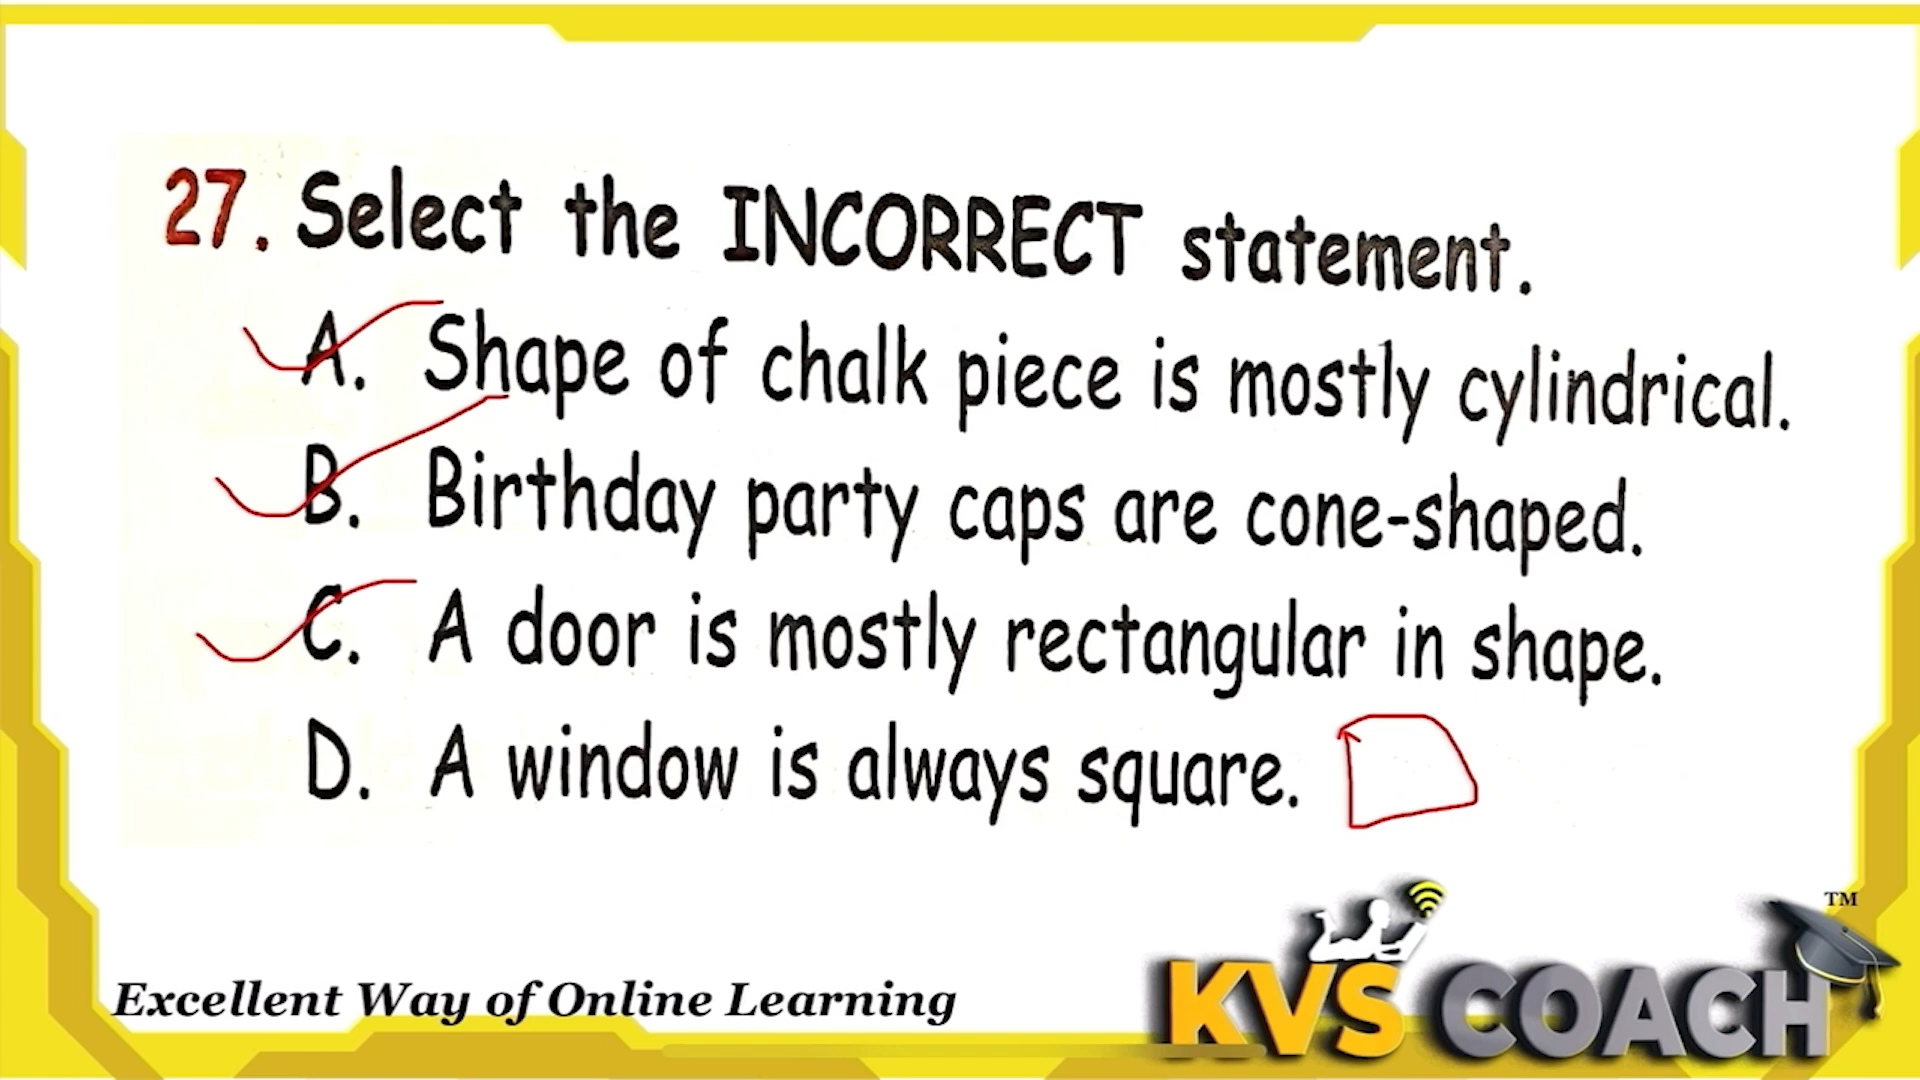 27. Select the INCORRECT statement.
A. Shape of chalk piece is mostly cylindrical.
B. Birthday party caps are cone-shaped.
C. A door is mostly rectangular in shape.
D. A window is always square.
Excellent Way of Online Learning
KVS COACH
TM